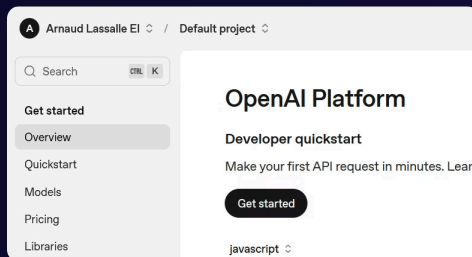 A Arnaud Lassalle EI / Default project
Search CTRL K
Get started
Overview
Quickstart
Models
Pricing
Libraries
OpenAI Platform
Developer quickstart
Make your first API request in minutes. Lear
Get started
javascript